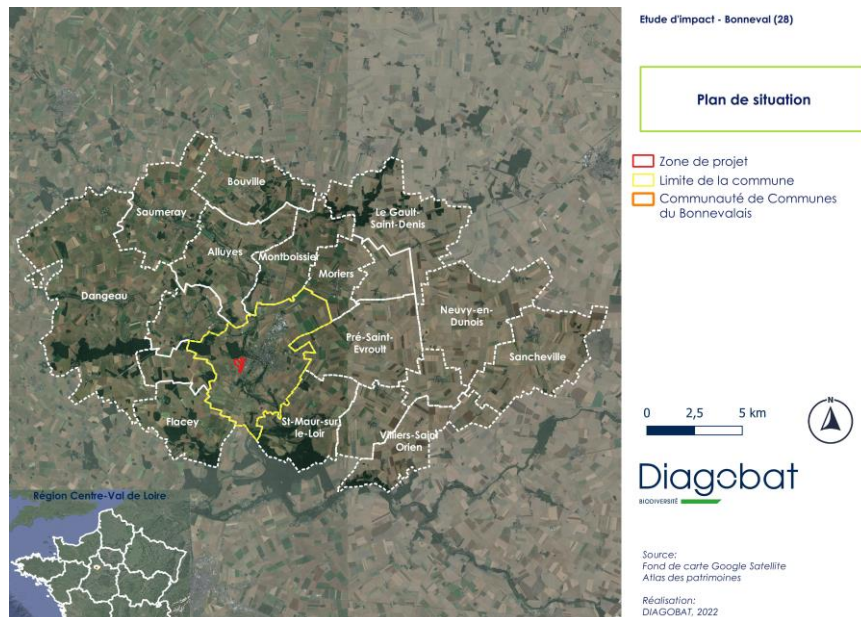 Etude d'impact - Bonneval (28)
Plan de situation
Zone de projet
Limite de la commune
Communauté de Communes
du Bonnevalais
Bouville
Saumeray
Le Gault-
Saint-Denis
Alluyes
Montboissier
Moriers
Dangeau
Neuvy-en-
Dunois
Pré-Saint-
Evroult
Sancheville
Flacey
St-Maur-sur
le-Loir
Villiers-Saint
Orien
0 2,5 5 km
N
Diagobat
BIODIVERSITÉ
Région Centre-Val de Loire
Source:
Fond de carte Google Satellite
Atlas des patrimoines
Réalisation:
DIAGOBAT, 2022